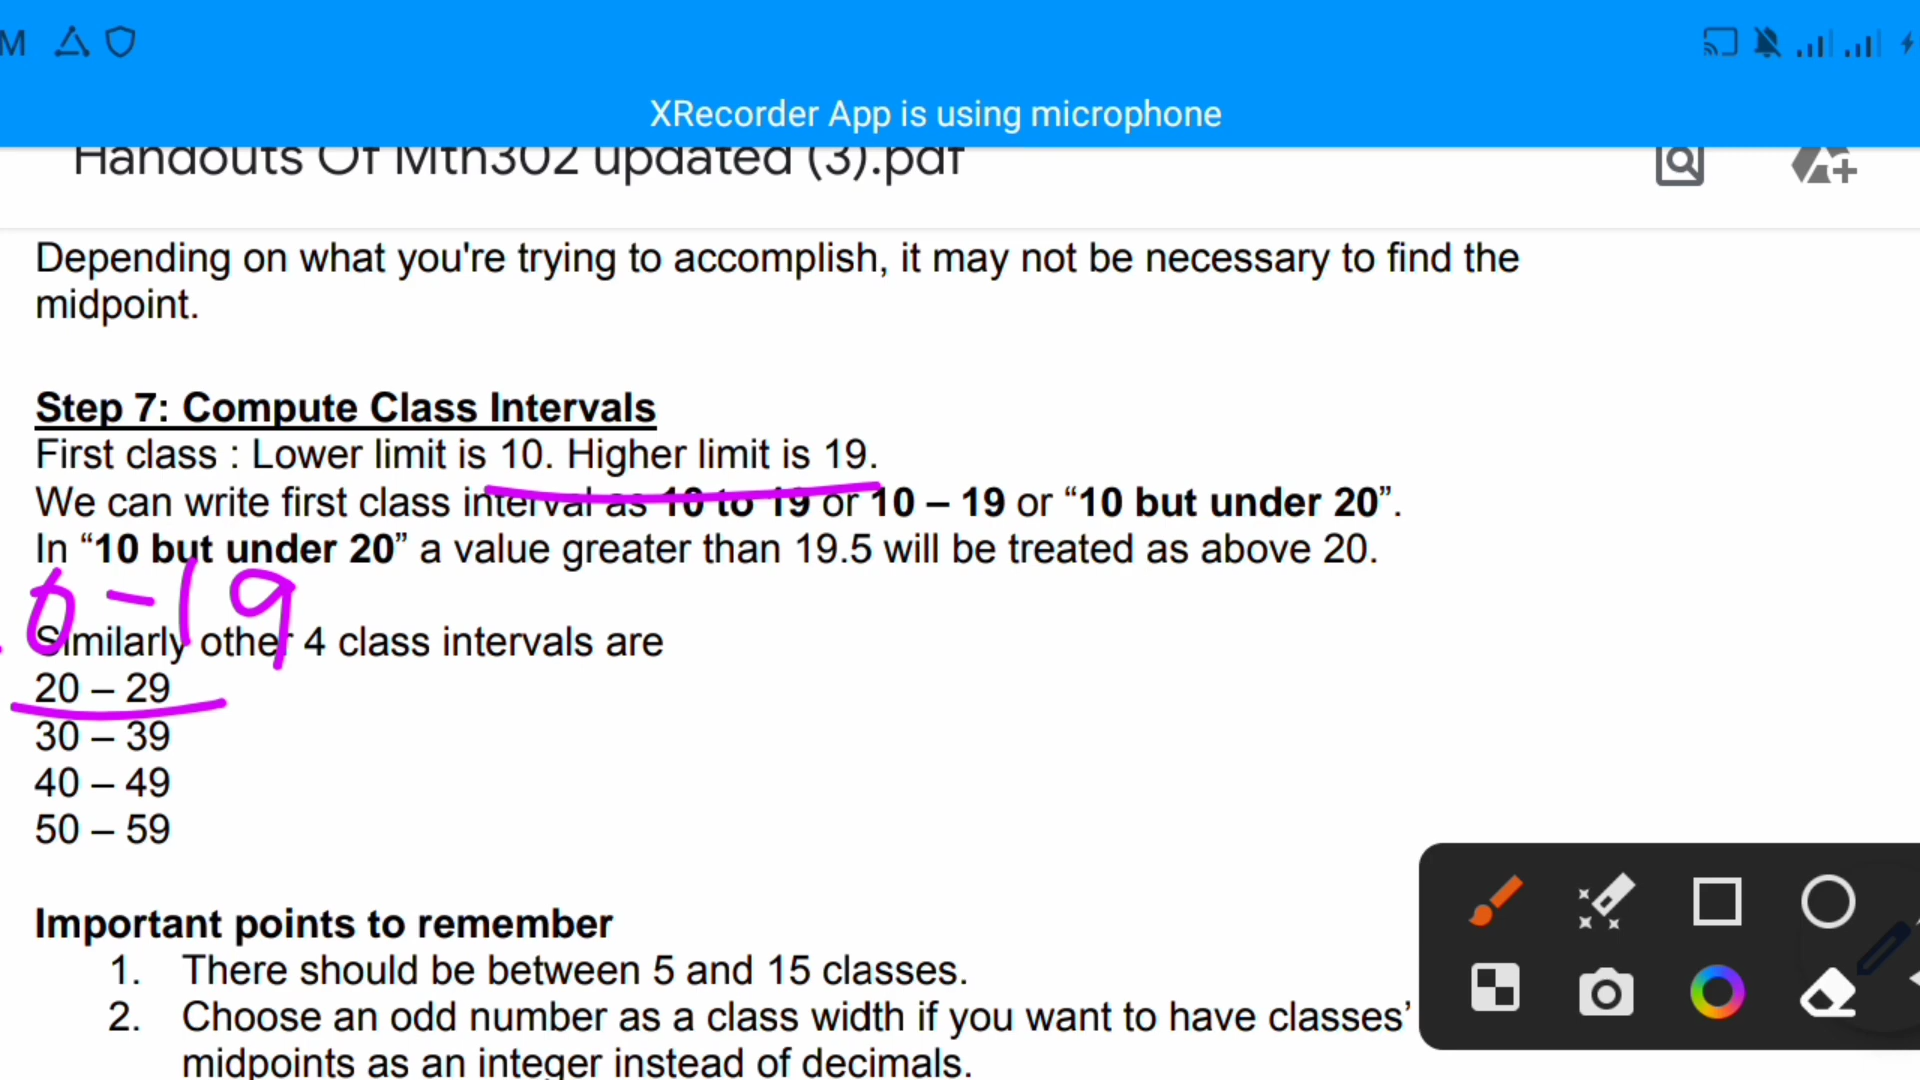 M
XRecorder App is using microphone
Handouts Of Mth302 updated (3).pdf
Depending on what you're trying to accomplish, it may not be necessary to find the
midpoint.
Step 7: Compute Class Intervals
First class : Lower limit is 10. Higher limit is 19.
We can write first class interval as 10 to 19 or 10 – 19 or “10 but under 20”.
In “10 but under 20” a value greater than 19.5 will be treated as above 20.
0-19
Similarly other 4 class intervals are
20 – 29
30 – 39
40 – 49
50 – 59
Important points to remember
1. There should be between 5 and 15 classes.
2. Choose an odd number as a class width if you want to have classes’
midpoints as an integer instead of decimals.